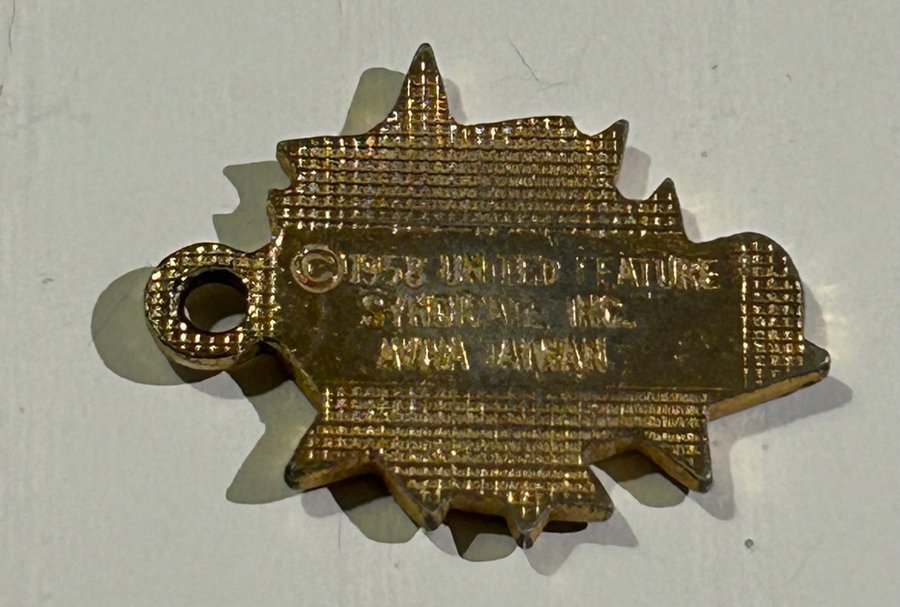 ©1958 UNITED FEATURE
SYNDICATE, INC.
AVIVA TAIWAN